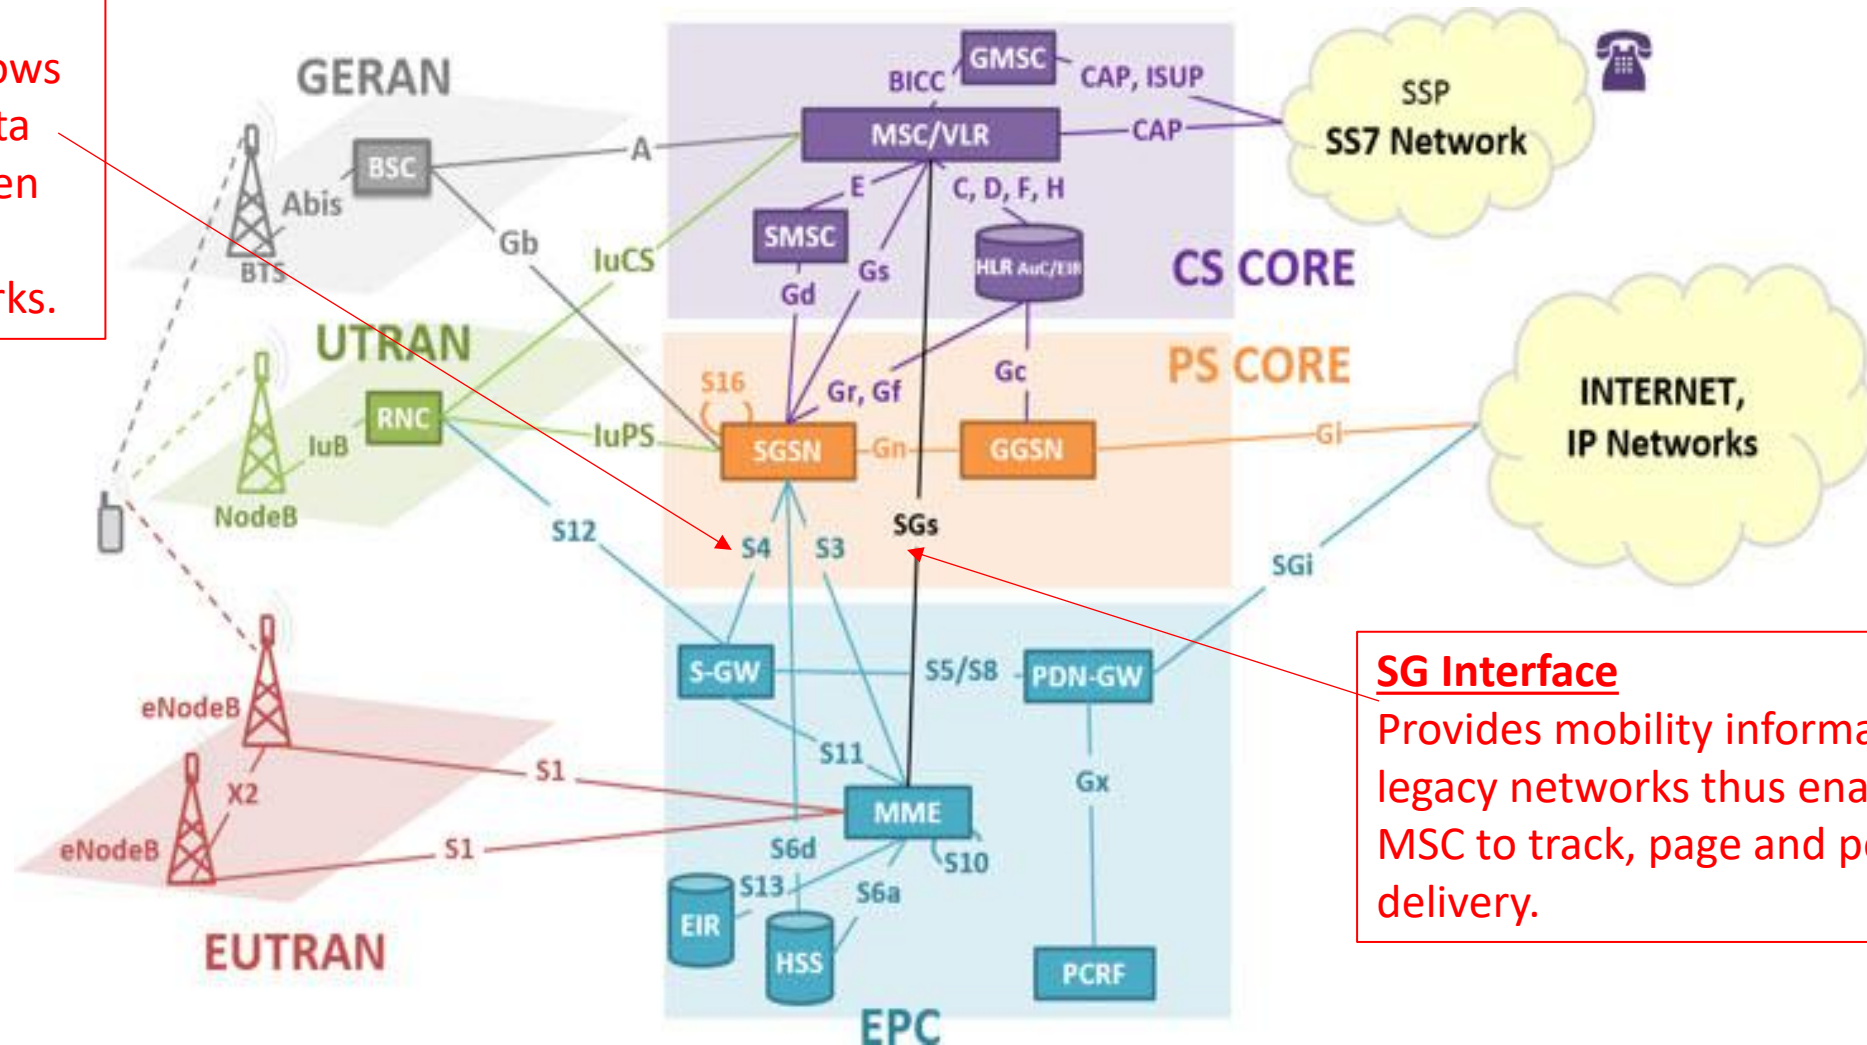 ows
ta
en
rks.
GERAN
BSC
Abis
BTS
A
Gb
IuCS
UTRAN
RNC
IuB
NodeB
IuPS
S12
GMSC
BICC
CAP, ISUP
MSC/VLR
CAP
SSP
SS7 Network
E
C, D, F, H
SMSC
HLR AuC/EIR
Gs
Gd
CS CORE
PS CORE
S16
Gr, Gf
Gc
SGSN
Gn
GGSN
Gi
INTERNET,
IP Networks
S4
S3
SGs
SGi
S-GW
S5/S8
PDN-GW
S11
Gx
MME
S10
S6d
S13
S6a
EIR
HSS
PCRF
EPC
eNodeB
X2
eNodeB
S1
S1
EUTRAN
SG Interface
Provides mobility informa
legacy networks thus ena
MSC to track, page and p
delivery.